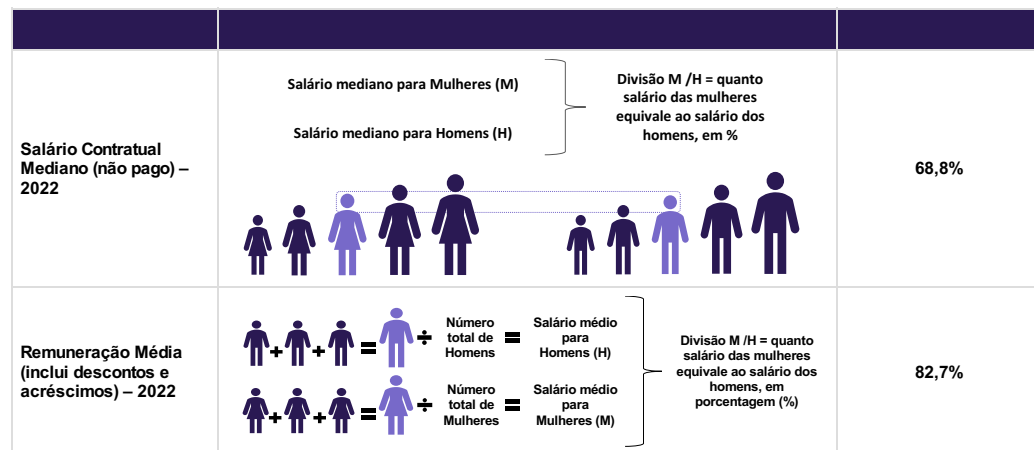 Salário Contratual
Mediano (não pago) –
2022
Salário mediano para Mulheres (M)
Salário mediano para Homens (H)
Divisão M /H = quanto
salário das mulheres
equivale ao salário dos
homens, em %
68,8%
Remuneração Média
(inclui descontos e
acréscimos) – 2022
+ + = ÷
Número
total de
Homens
=
Salário médio
para
Homens (H)
+ + = ÷
Número
total de
Mulheres
=
Salário médio
para
Mulheres (M)
Divisão M /H = quanto
salário das mulheres
equivale ao salário dos
homens, em
porcentagem (%)
82,7%